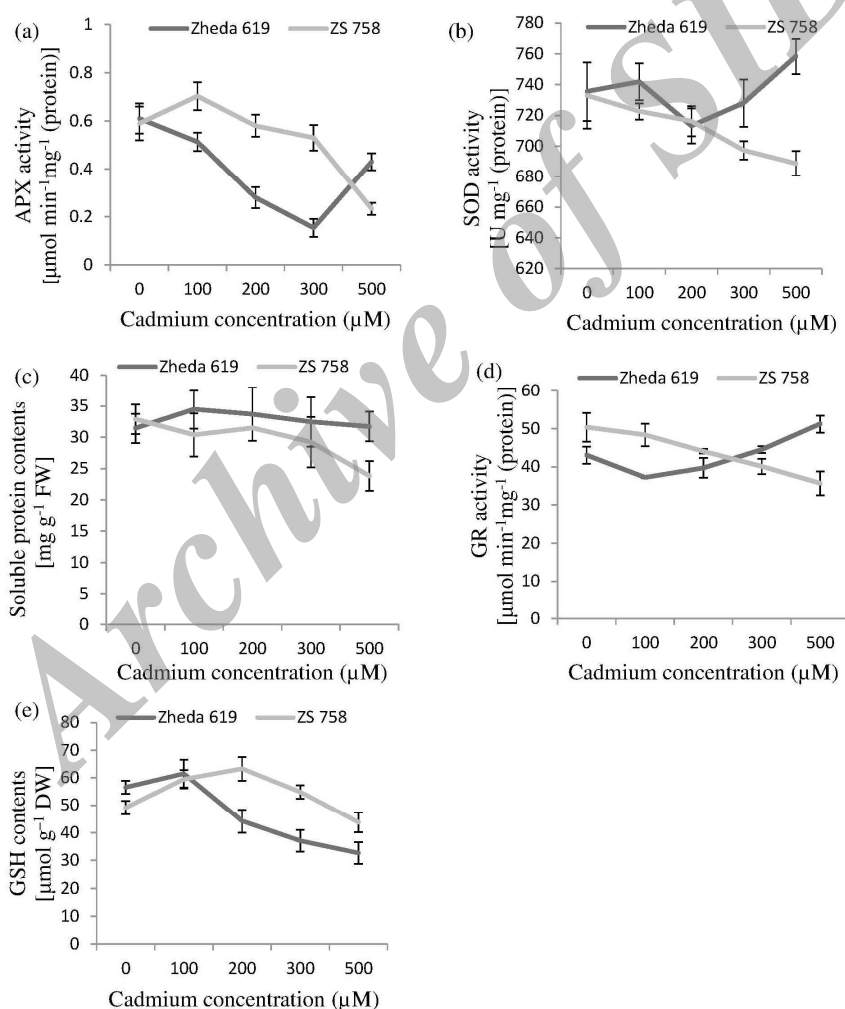 (a)
Zheda 619 ZS 758
APX activity
[µmol min⁻¹mg⁻¹ (protein)]
1
0.8
0.6
0.4
0.2
0
0 100 200 300 500
Cadmium concentration (µM)
(b)
Zheda 619 ZS 758
SOD activity
[U mg⁻¹ (protein)]
780
760
740
720
700
680
660
640
620
0 100 200 300 500
Cadmium concentration (µM)
(c)
Zheda 619 ZS 758
Soluble protein contents
[mg g⁻¹ FW]
40
35
30
25
20
15
10
5
0
0 100 200 300 500
Cadmium concentration (µM)
(d)
Zheda 619 ZS 758
GR activity
[µmol min⁻¹mg⁻¹ (protein)]
60
50
40
30
20
10
0
0 100 200 300 500
Cadmium concentration (µM)
(e)
Zheda 619 ZS 758
GSH contents
[µmol g⁻¹ DW]
80
70
60
50
40
30
20
10
0
0 100 200 300 500
Cadmium concentration (µM)
Archive of